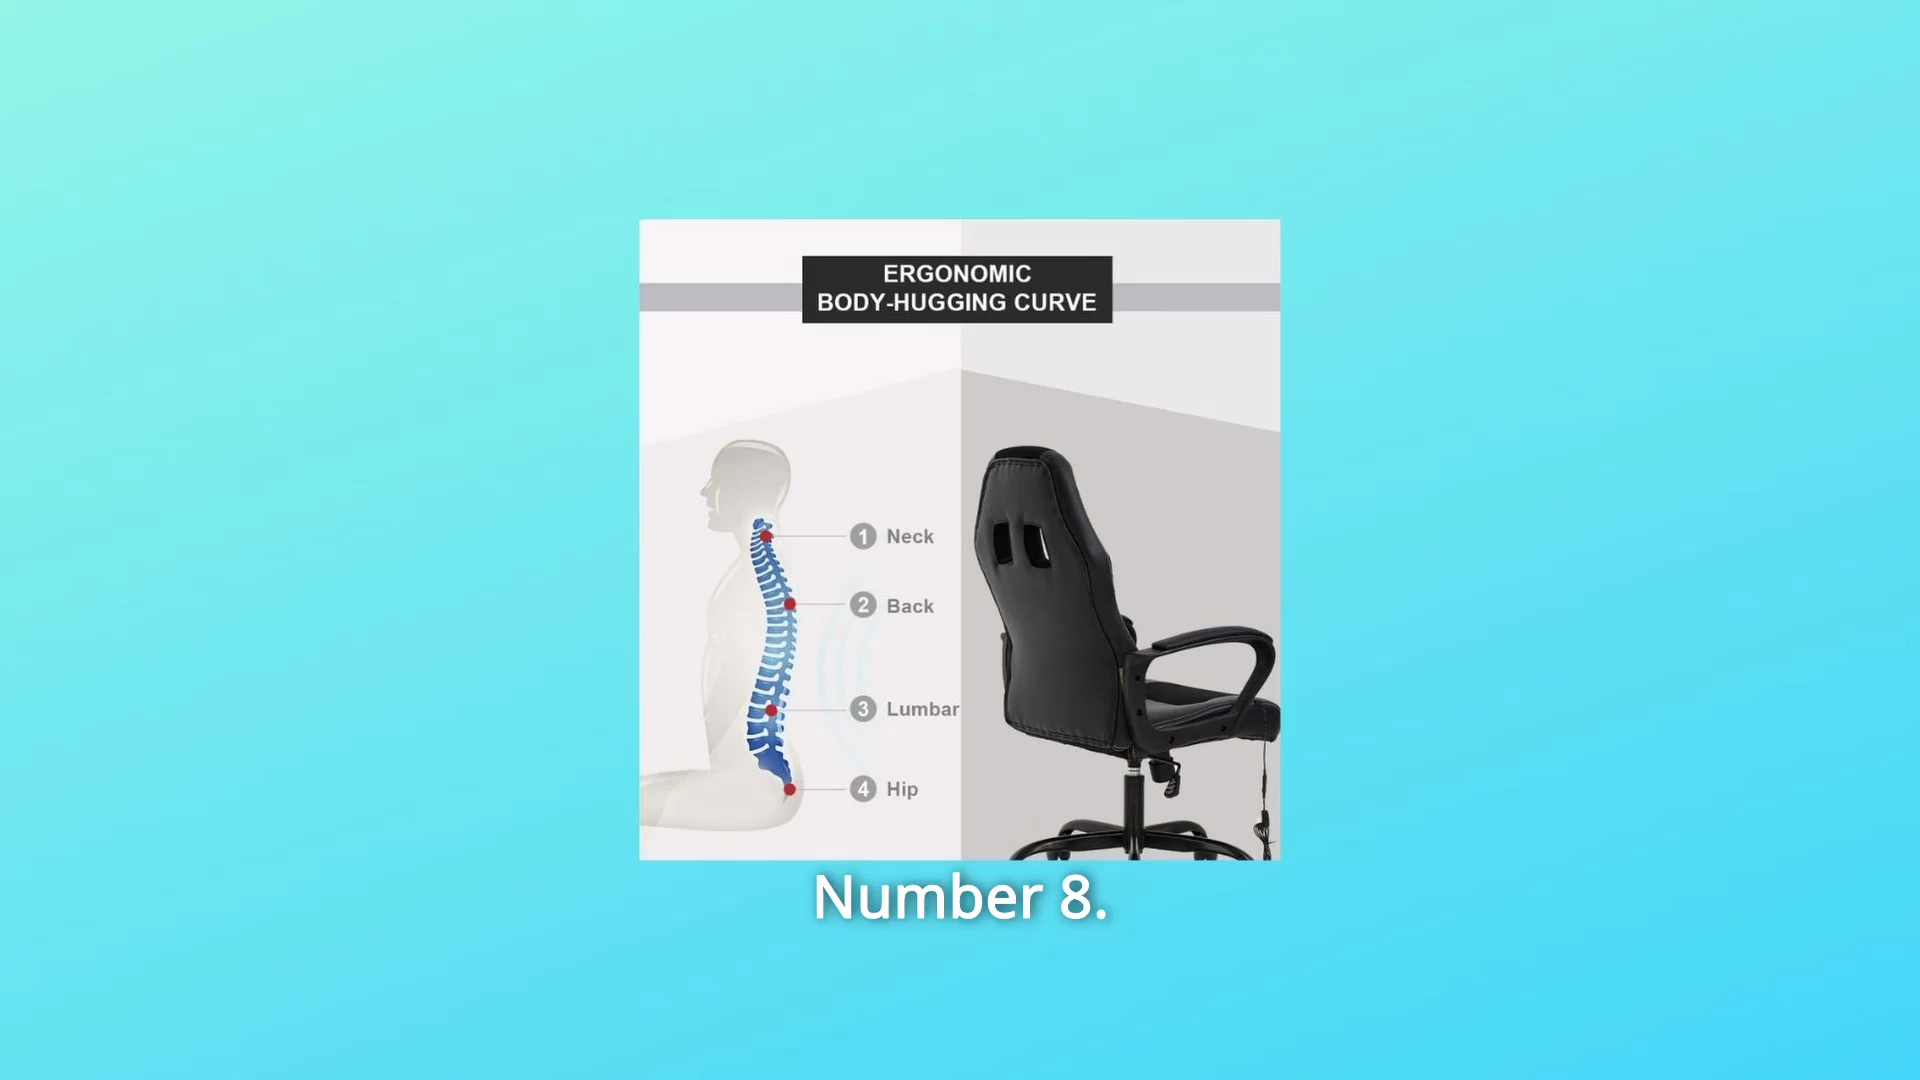 ERGONOMIC
BODY-HUGGING CURVE
1 Neck
2 Back
3 Lumbar
4 Hip
Number 8.